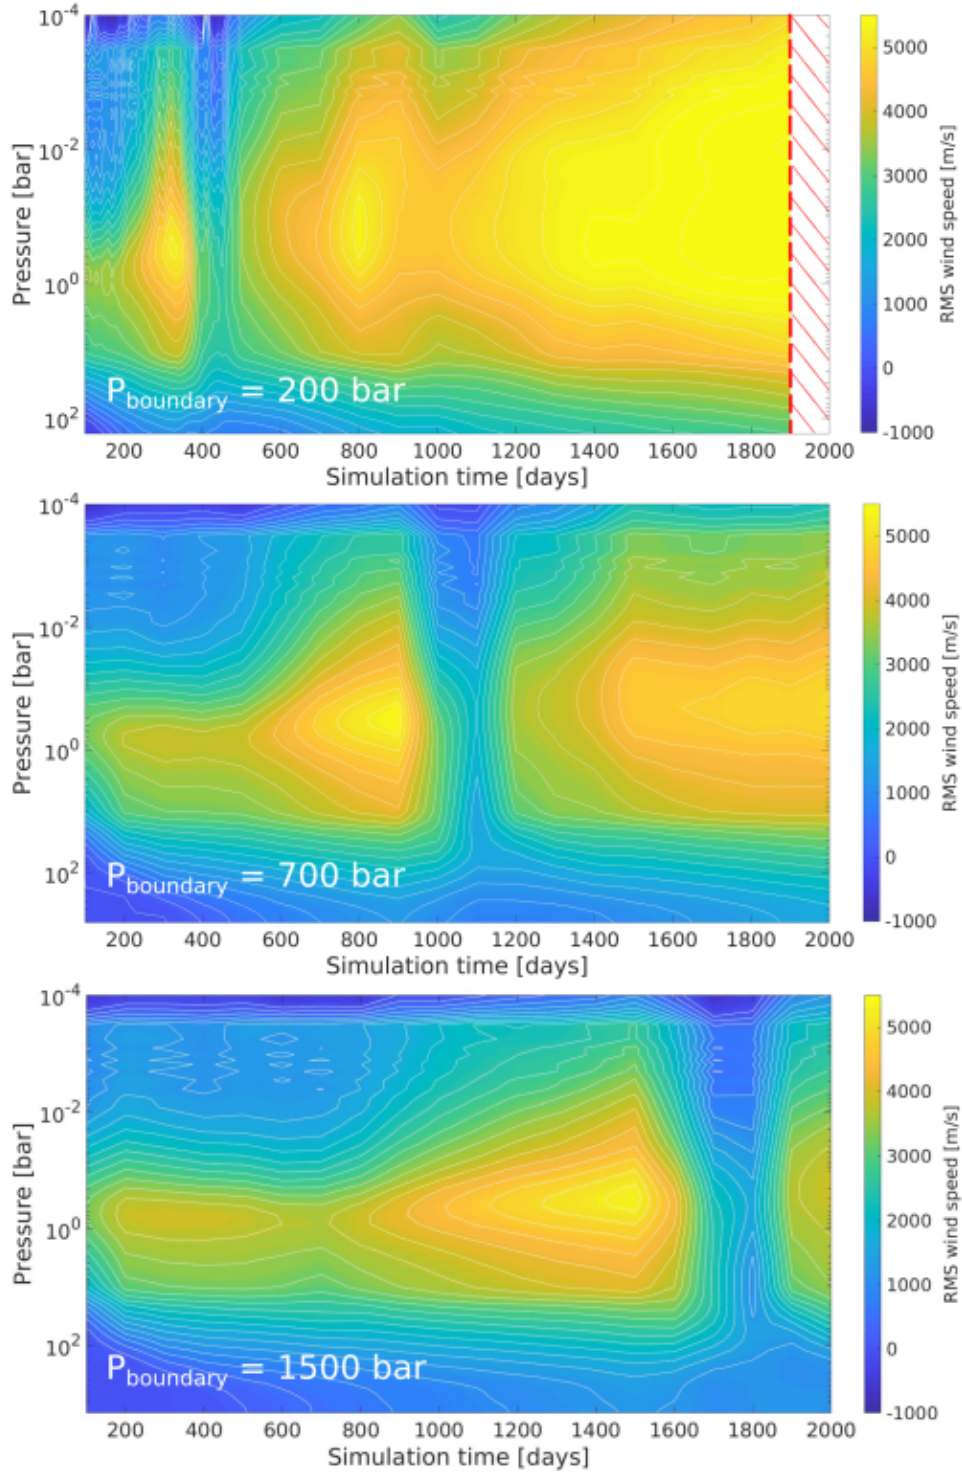 10^-4
10^-2
10^0
10^2
Pressure [bar]
P_boundary = 200 bar
200 400 600 800 1000 1200 1400 1600 1800 2000
Simulation time [days]
5000
4000
3000
2000
1000
0
-1000
RMS wind speed [m/s]
10^-4
10^-2
10^0
10^2
Pressure [bar]
P_boundary = 700 bar
200 400 600 800 1000 1200 1400 1600 1800 2000
Simulation time [days]
5000
4000
3000
2000
1000
0
-1000
RMS wind speed [m/s]
10^-4
10^-2
10^0
10^2
Pressure [bar]
P_boundary = 1500 bar
200 400 600 800 1000 1200 1400 1600 1800 2000
Simulation time [days]
5000
4000
3000
2000
1000
0
-1000
RMS wind speed [m/s]